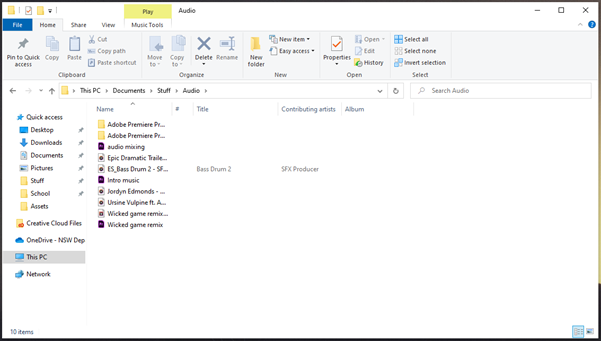 Play
Audio
File
Home
Share
View
Music Tools
Pin to Quick access
Copy
Paste
Cut
Copy path
Paste shortcut
Clipboard
Move to
Copy to
Delete
Rename
Organize
New folder
New item
Easy access
New
Properties
Open
Edit
History
Open
Select all
Select none
Invert selection
Select
This PC > Documents > Stuff > Audio >
Search Audio
Name # Title Contributing artists Album
Quick access
Desktop
Downloads
Documents
Pictures
Stuff
School
Assets
Creative Cloud Files
OneDrive - NSW Dep
This PC
Network
Adobe Premiere Pr...
Adobe Premiere Pr...
audio mixing
Epic Dramatic Traile...
ES_Bass Drum 2 - SF... Bass Drum 2 SFX Producer
Intro music
Jordyn Edmonds - ...
Ursine Vulpine ft. A...
Wicked game remix...
Wicked game remix
10 items